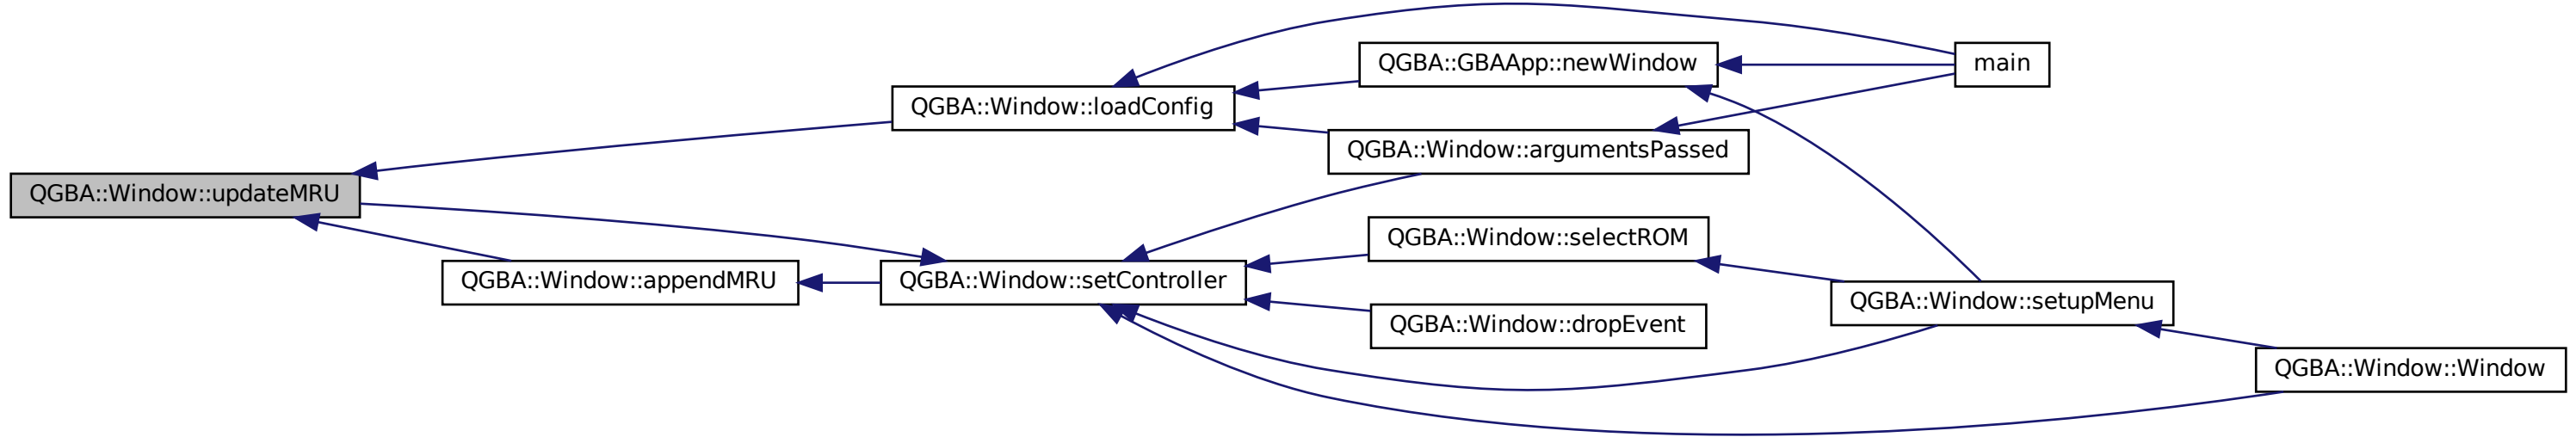 QGBA::Window::updateMRU
QGBA::Window::loadConfig
QGBA::GBAApp::newWindow
main
QGBA::Window::argumentsPassed
QGBA::Window::appendMRU
QGBA::Window::setController
QGBA::Window::selectROM
QGBA::Window::dropEvent
QGBA::Window::setupMenu
QGBA::Window::Window